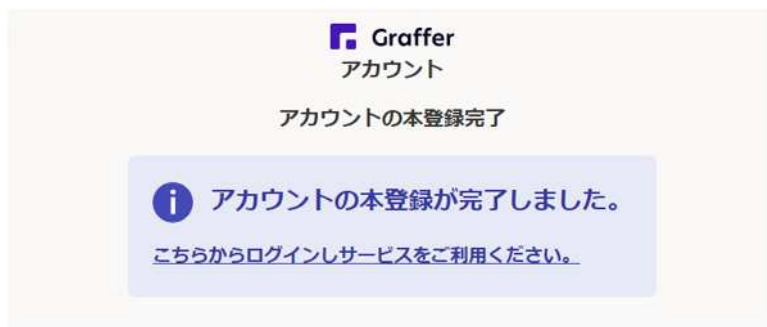 Graffer
アカウント
アカウントの本登録完了
アカウントの本登録が完了しました。
こちらからログインしサービスをご利用ください。